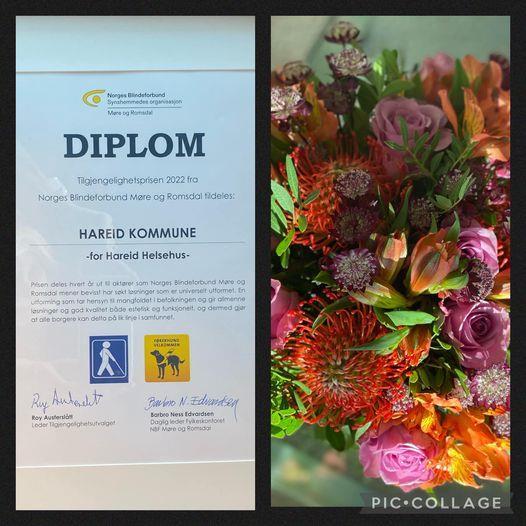 Norges Blindeforbund
Synshemmedes organisasjon
Møre og Romsdal
DIPLOM
Tilgjengelighetsprisen 2022 fra
Norges Blindeforbund Møre og Romsdal tildeles:
HAREID KOMMUNE
-for Hareid Helsehus-
Prisen deles hvert år ut til aktører som Norges Blindeforbund Møre og
Romsdal mener bevisst har søkt løsninger som er universelt utformet. En
utforming som tar hensyn til mangfoldet i befolkningen og gir allmenne
løsninger og god kvalitet både estetisk og funksjonelt, og dermed gjør
at alle borgere kan delta på lik linje i samfunnet.
FØRERHUND
VELKOMMEN
Roy Austerslått
Barbro N. Edvardsen
Roy Austerslått
Leder Tilgjengelighetsutvalget
Barbro Ness Edvardsen
Daglig leder Fylkeskontoret
NBF Møre og Romsdal
PIC•COLLAGE